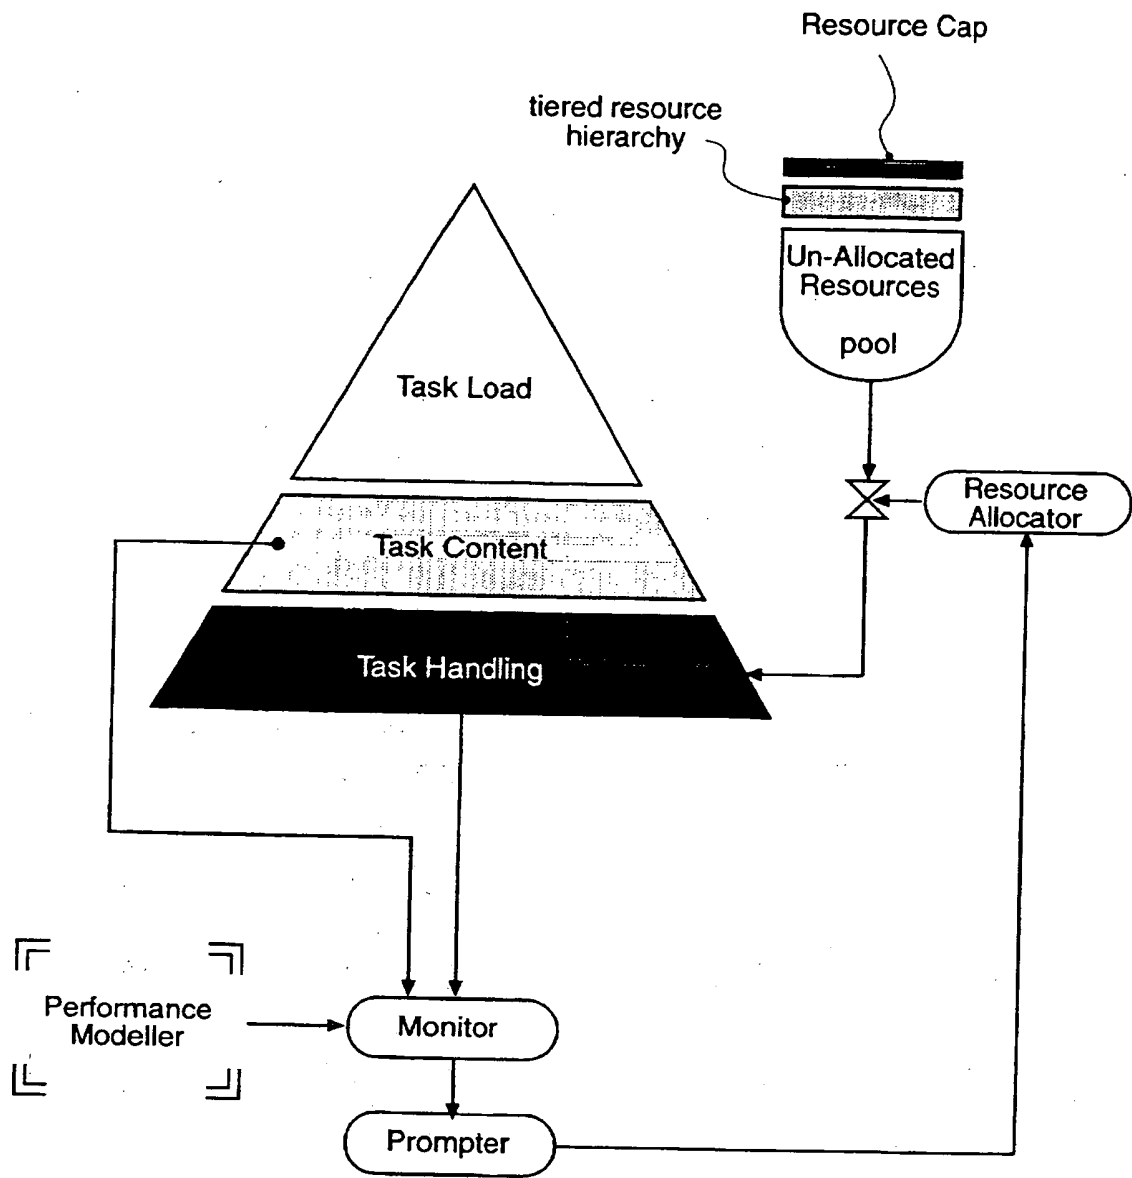 Resource Cap
tiered resource
hierarchy
Un-Allocated
Resources
pool
Task Load
Resource
Allocator
Task Content
Task Handling
Performance
Modeller
Monitor
Prompter